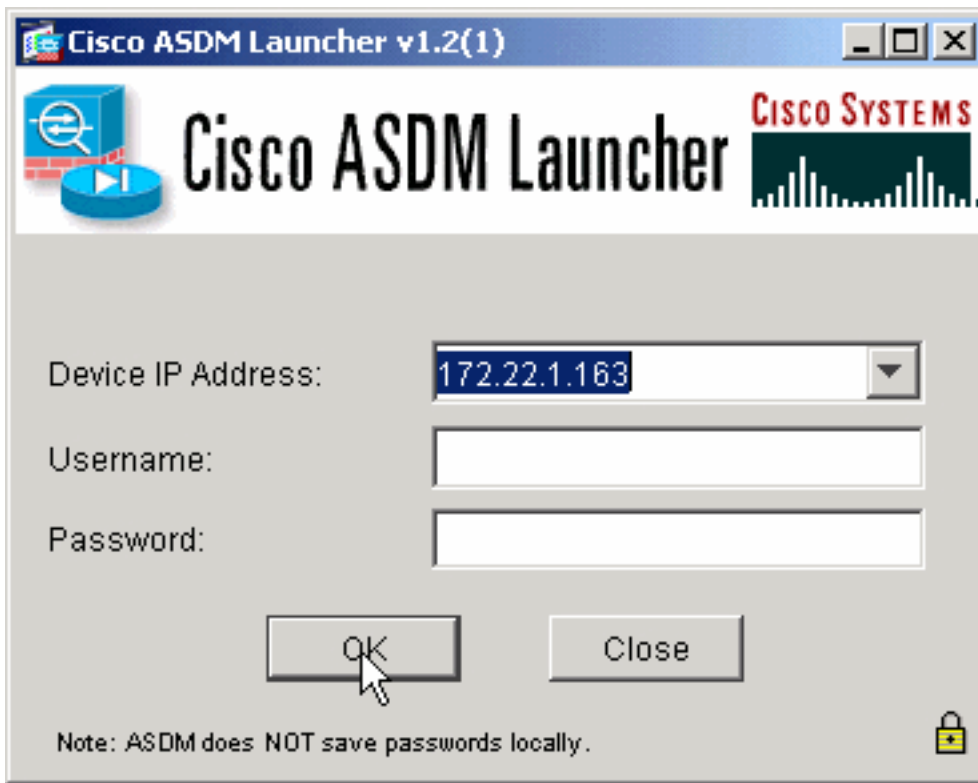 Cisco ASDM Launcher v1.2(1)
Cisco ASDM Launcher
CISCO SYSTEMS
Device IP Address:
172.22.1.163
Username:
Password:
OK
Close
Note: ASDM does NOT save passwords locally.